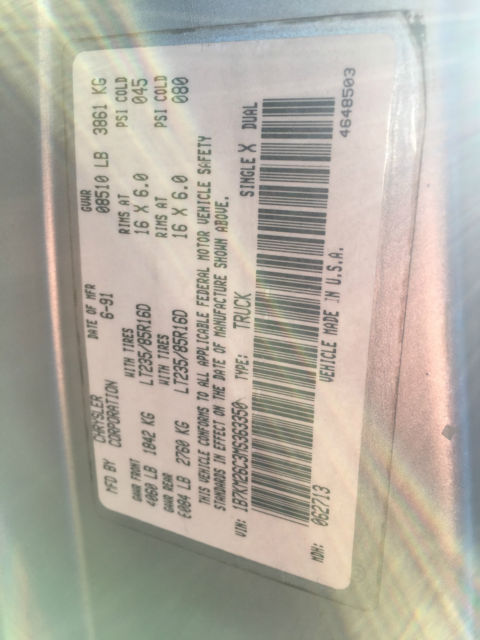 MFD BY CHRYSLER CORPORATION DATE OF MFR 6-91 GVWR 08510 LB 3861 KG
GAWR FRONT WITH TIRES RIMS AT PSI COLD
4060 LB 1842 KG LT235/85R16D 16 X 6.0 045
GAWR REAR WITH TIRES RIMS AT PSI COLD
6084 LB 2760 KG LT235/85R16D 16 X 6.0 080
THIS VEHICLE CONFORMS TO ALL APPLICABLE FEDERAL MOTOR VEHICLE SAFETY
STANDARDS IN EFFECT ON THE DATE OF MANUFACTURE SHOWN ABOVE.
VIN: 1B7KM26C3MS363350 TYPE: TRUCK SINGLE X DUAL
MDH: 062713 VEHICLE MADE IN U.S.A. 4648503